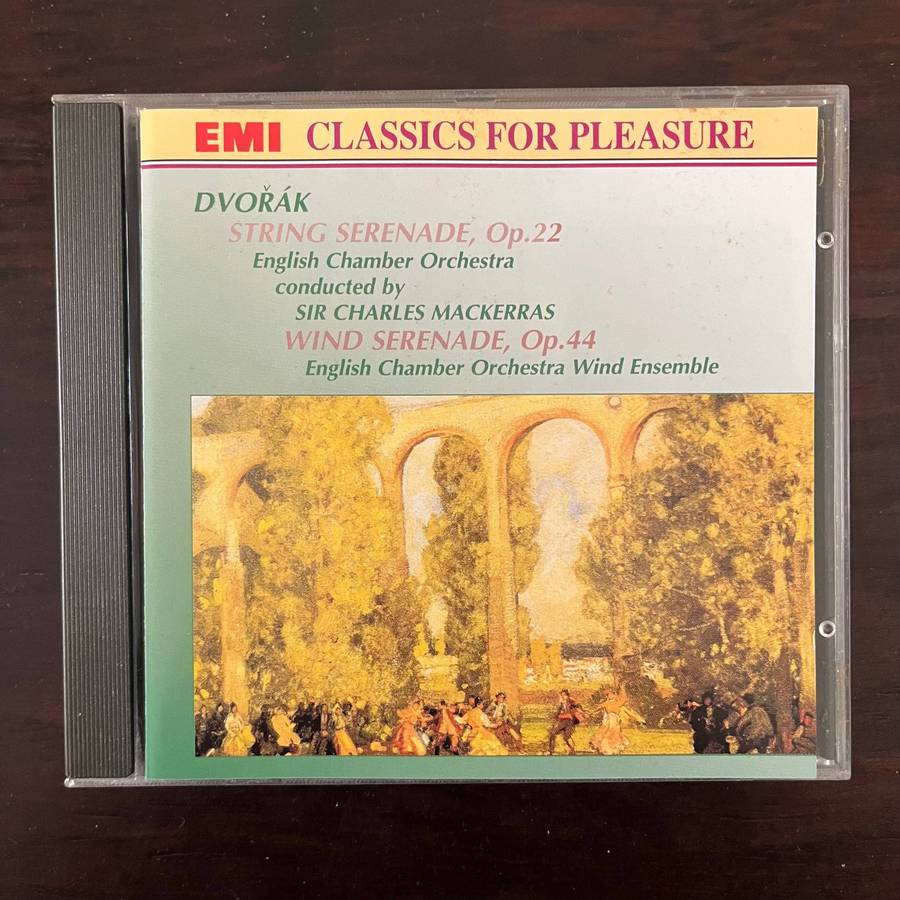 EMI CLASSICS FOR PLEASURE
DVOŘÁK
STRING SERENADE, Op.22
English Chamber Orchestra
conducted by
SIR CHARLES MACKERRAS
WIND SERENADE, Op.44
English Chamber Orchestra Wind Ensemble